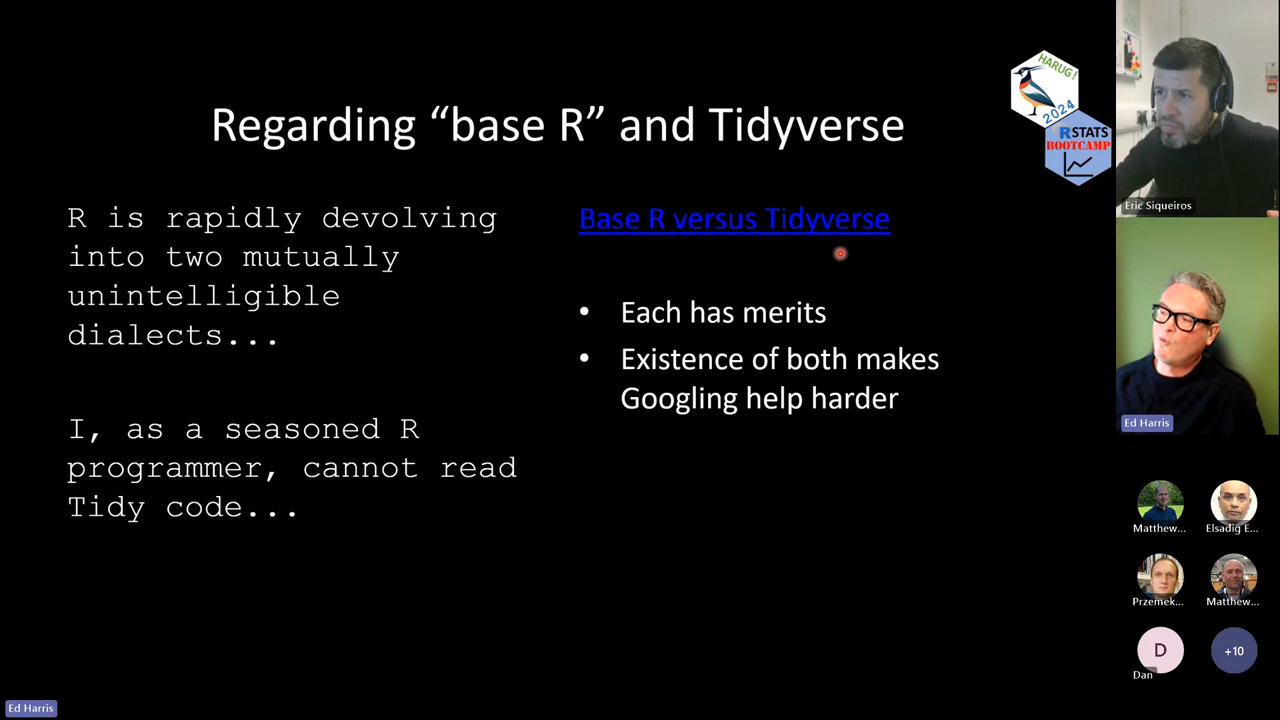 Regarding “base R” and Tidyverse
R is rapidly devolving
into two mutually
unintelligible
dialects...
I, as a seasoned R
programmer, cannot read
Tidy code...
Base R versus Tidyverse
• Each has merits
• Existence of both makes
Googling help harder
HARUG!
2024
RSTATS
BOOTCAMP
Eric Siqueiros
Ed Harris
Matthew...
Elsadig E...
Przemek...
Matthew...
D
Dan
+10
Ed Harris